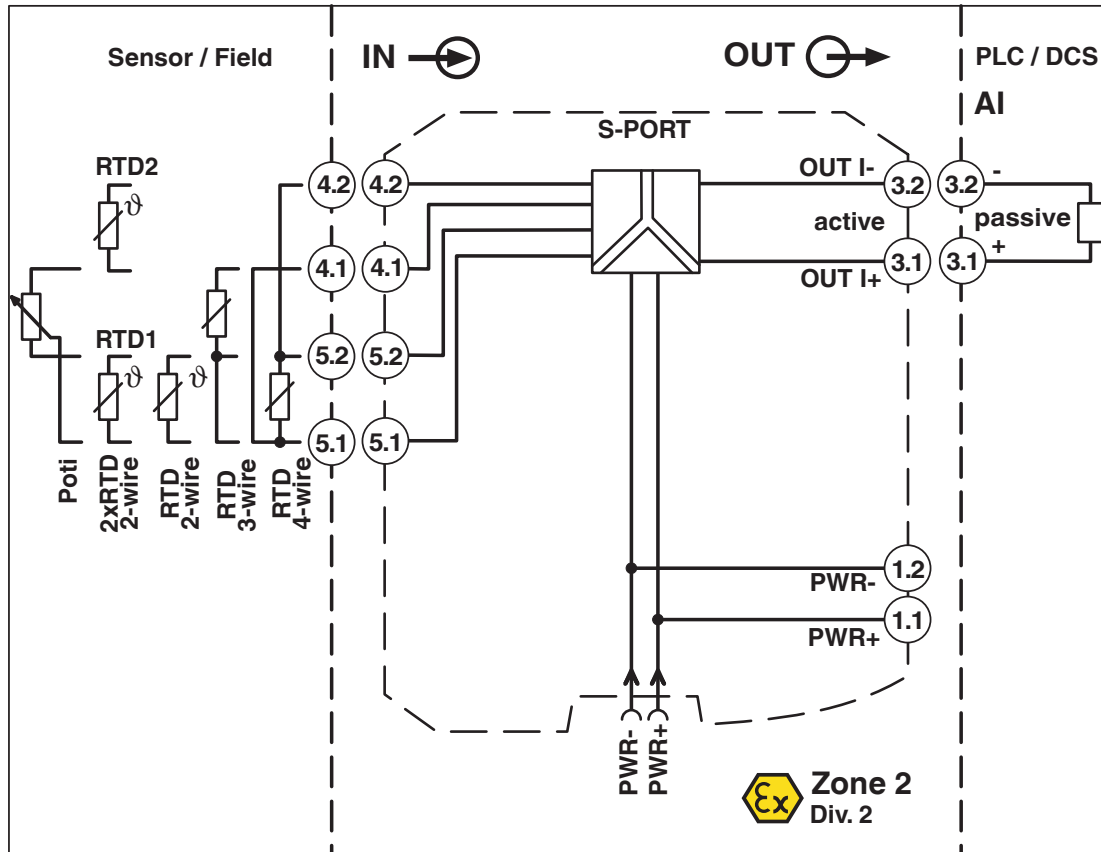 Sensor / Field
IN
OUT
PLC / DCS
AI
S-PORT
RTD2
ϑ
RTD1
ϑ
ϑ
4.2
4.1
5.2
5.1
4.2
4.1
5.2
5.1
OUT I-
active
OUT I+
3.2
3.1
3.2
3.1
-
passive
+
Poti
2xRTD
2-wire
RTD
2-wire
RTD
3-wire
RTD
4-wire
PWR-
1.2
PWR+
1.1
PWR-
PWR+
Ex
Zone 2
Div. 2